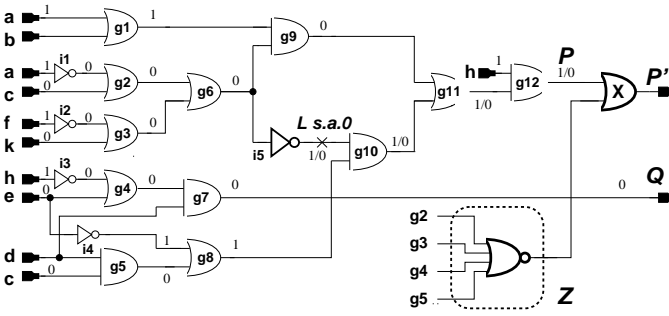 a 1 g1 1 g9 0
b
a 1 i1 0 g2 0
c 0
g6 0
f 1 i2 0 g3 0
k 0
i5 L s.a.0 1/0 g10 1/0
g11 1/0
h 1 g12 P 1/0 X P'
h 1 i3 0 g4 0 g7 0 0 Q
e 0
i4 1 g8 1
d g5 0
c 0
g2
g3
g4
g5
Z